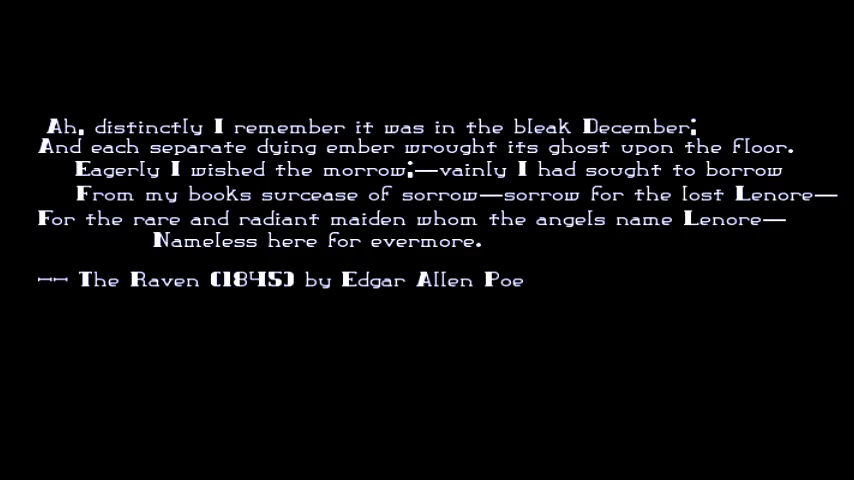 Ah, distinctly I remember it was in the bleak December;
And each separate dying ember wrought its ghost upon the floor.
Eagerly I wished the morrow;—vainly I had sought to borrow
From my books surcease of sorrow—sorrow for the lost Lenore—
For the rare and radiant maiden whom the angels name Lenore—
Nameless here for evermore.
-- The Raven (1845) by Edgar Allen Poe